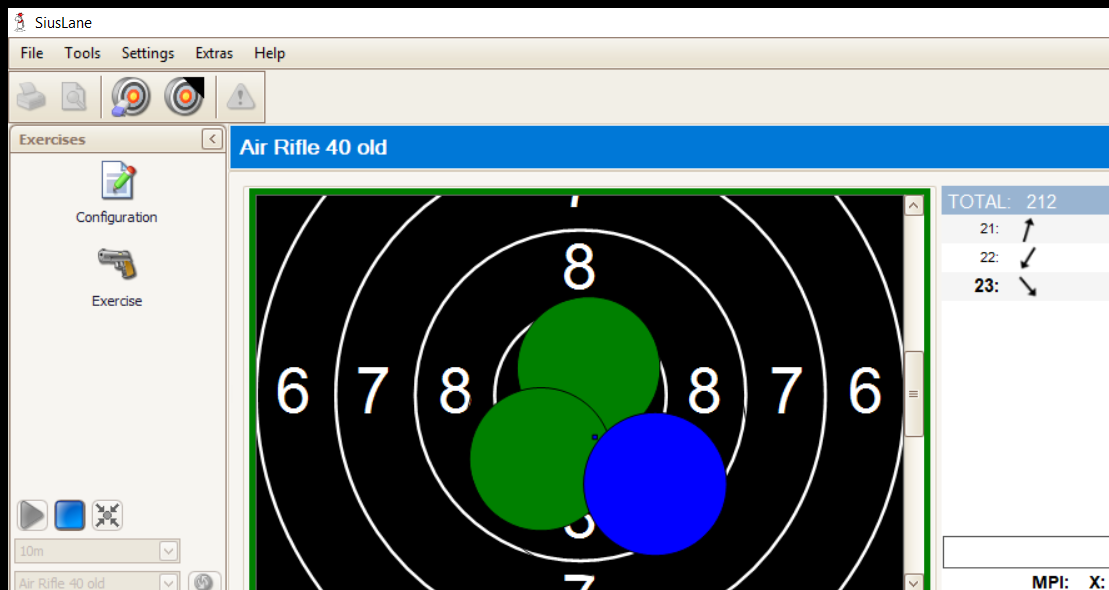 SiusLane
File Tools Settings Extras Help
Exercises
Air Rifle 40 old
Configuration
Exercise
10m
Air Rifle 40 old
7
8
6 7 8 8 7 6
7
TOTAL: 212
21:
22:
23:
MPI: X: